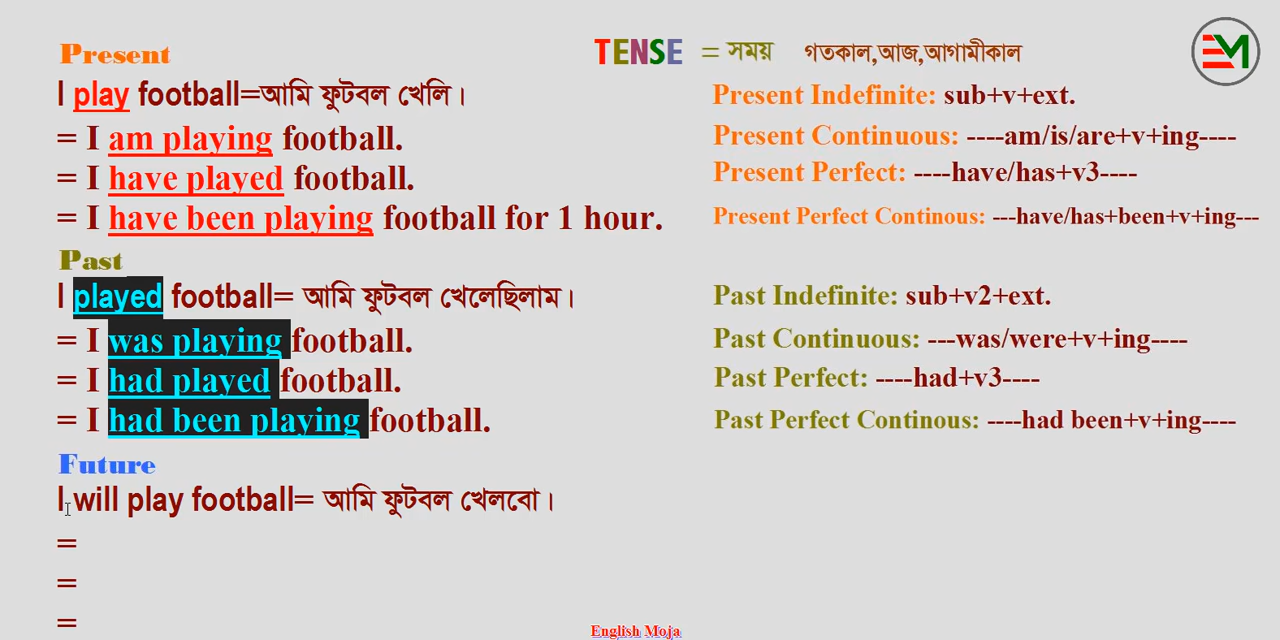 TENSE = সময় গতকাল,আজ,আগামীকাল
EM
Present
I play football=আমি ফুটবল খেলি।
Present Indefinite: sub+v+ext.
= I am playing football.
Present Continuous: ----am/is/are+v+ing----
= I have played football.
Present Perfect: ----have/has+v3----
= I have been playing football for 1 hour.
Present Perfect Continous: ---have/has+been+v+ing---
Past
I played football= আমি ফুটবল খেলেছিলাম।
Past Indefinite: sub+v2+ext.
= I was playing football.
Past Continuous: ---was/were+v+ing----
= I had played football.
Past Perfect: ----had+v3----
= I had been playing football.
Past Perfect Continous: ----had been+v+ing----
Future
I will play football= আমি ফুটবল খেলবো।
=
=
=
English Moja